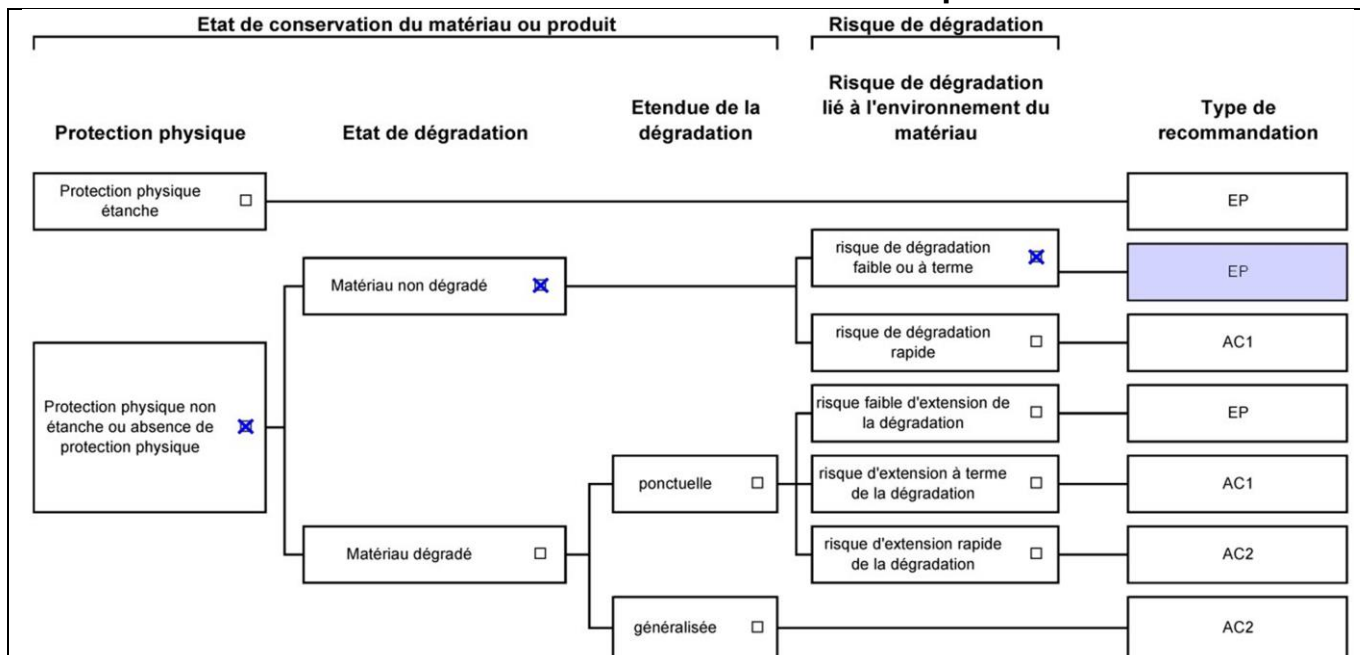 Etat de conservation du matériau ou produit
Risque de dégradation
Protection physique
Etat de dégradation
Etendue de la
dégradation
Risque de dégradation
lié à l'environnement du
matériau
Type de
recommandation
Protection physique
étanche
EP
risque de dégradation
faible ou à terme
EP
Matériau non dégradé
risque de dégradation
rapide
AC1
Protection physique non
étanche ou absence de
protection physique
risque faible d'extension de
la dégradation
EP
ponctuelle
risque d'extension à terme
de la dégradation
AC1
Matériau dégradé
risque d'extension rapide
de la dégradation
AC2
généralisée
AC2